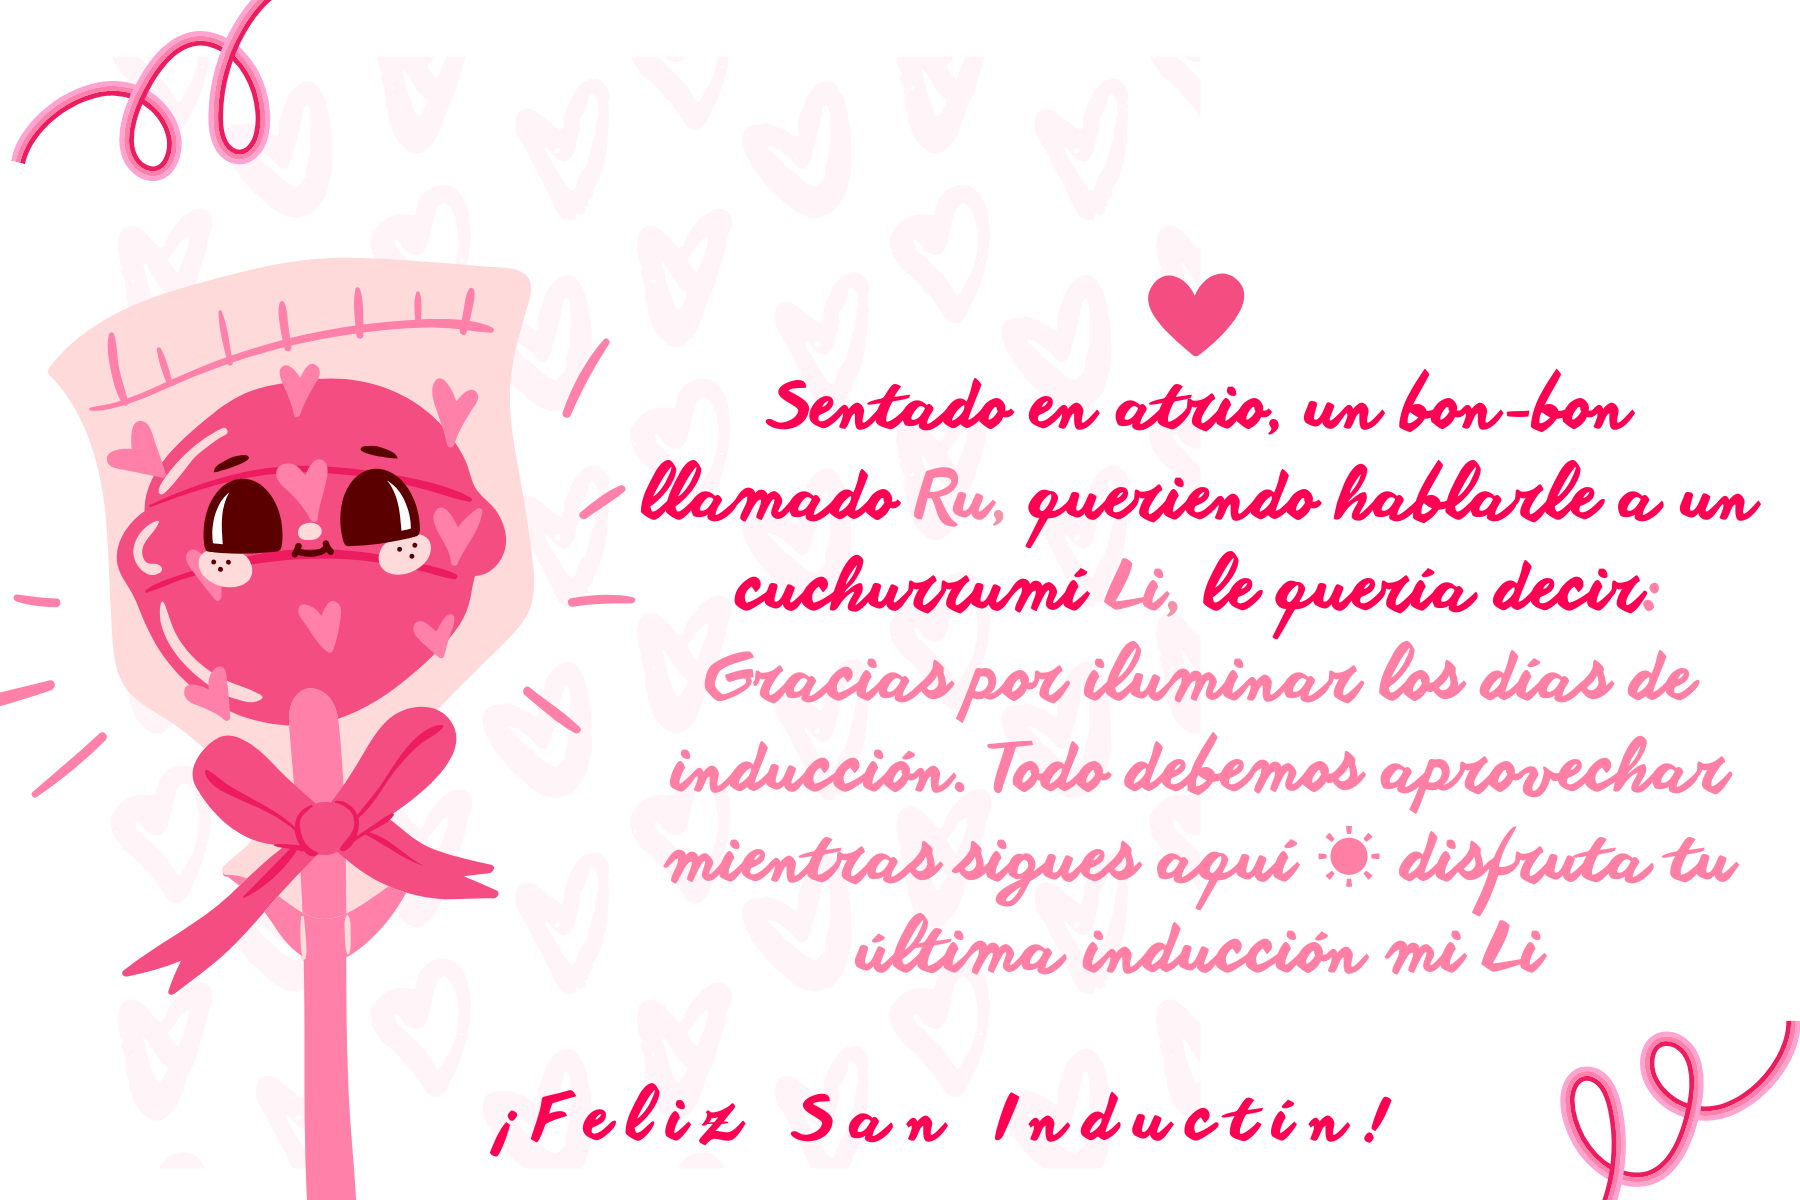 Sentado en atrio, un bon-bon
llamado Ru, queriendo hablarle a un
cuchurrumí Li, le quería decir:
Gracias por iluminar los días de
inducción. Todo debemos aprovechar
mientras sigues aquí ☀ disfruta tu
última inducción mi Li
¡Feliz San Inductín!